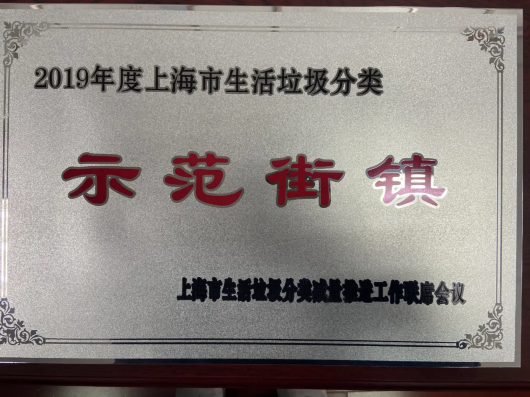 2019年度上海市生活垃圾分类
示范街镇
上海市生活垃圾分类减量推进工作联席会议